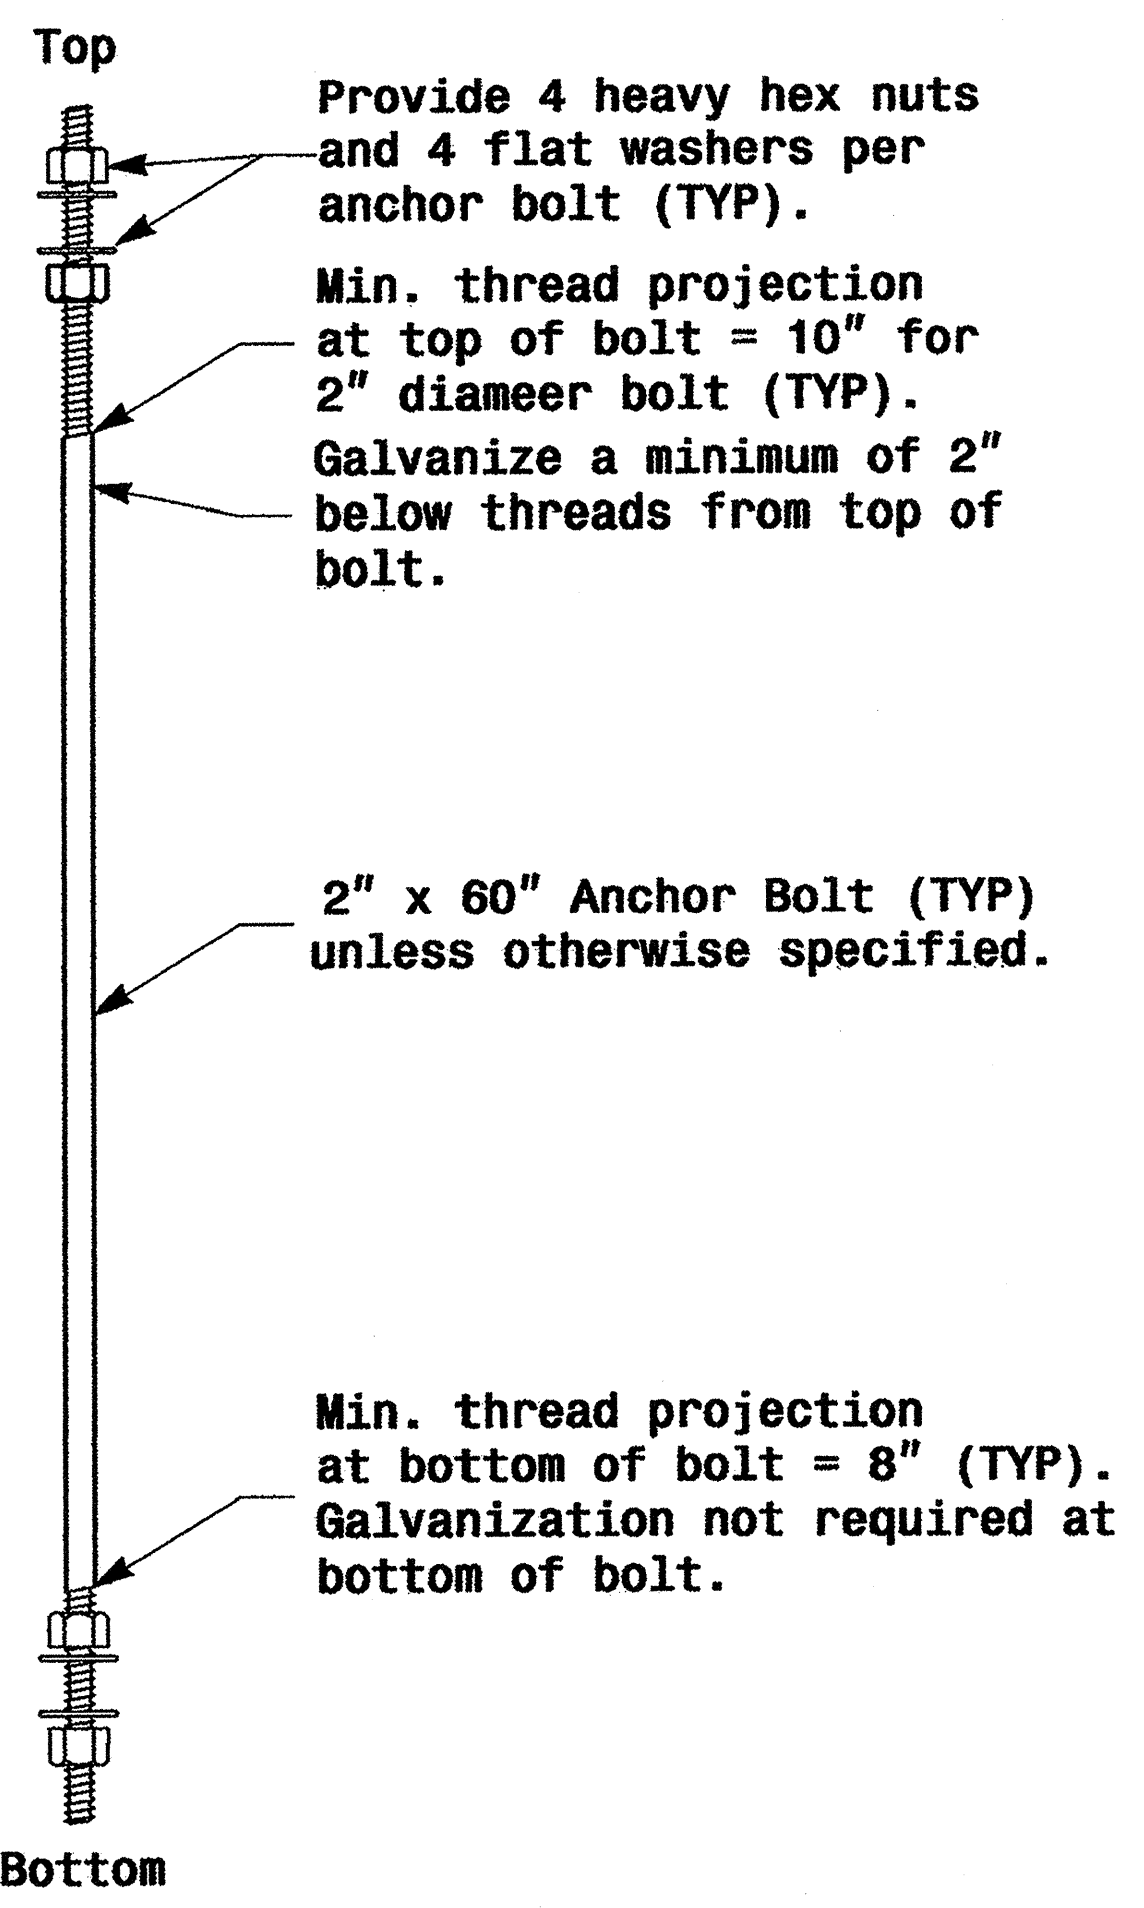 Top
Provide 4 heavy hex nuts
and 4 flat washers per
anchor bolt (TYP).
Min. thread projection
at top of bolt = 10" for
2" diameer bolt (TYP).
Galvanize a minimum of 2"
below threads from top of
bolt.
2" x 60" Anchor Bolt (TYP)
unless otherwise specified.
Min. thread projection
at bottom of bolt = 8" (TYP).
Galvanization not required at
bottom of bolt.
Bottom